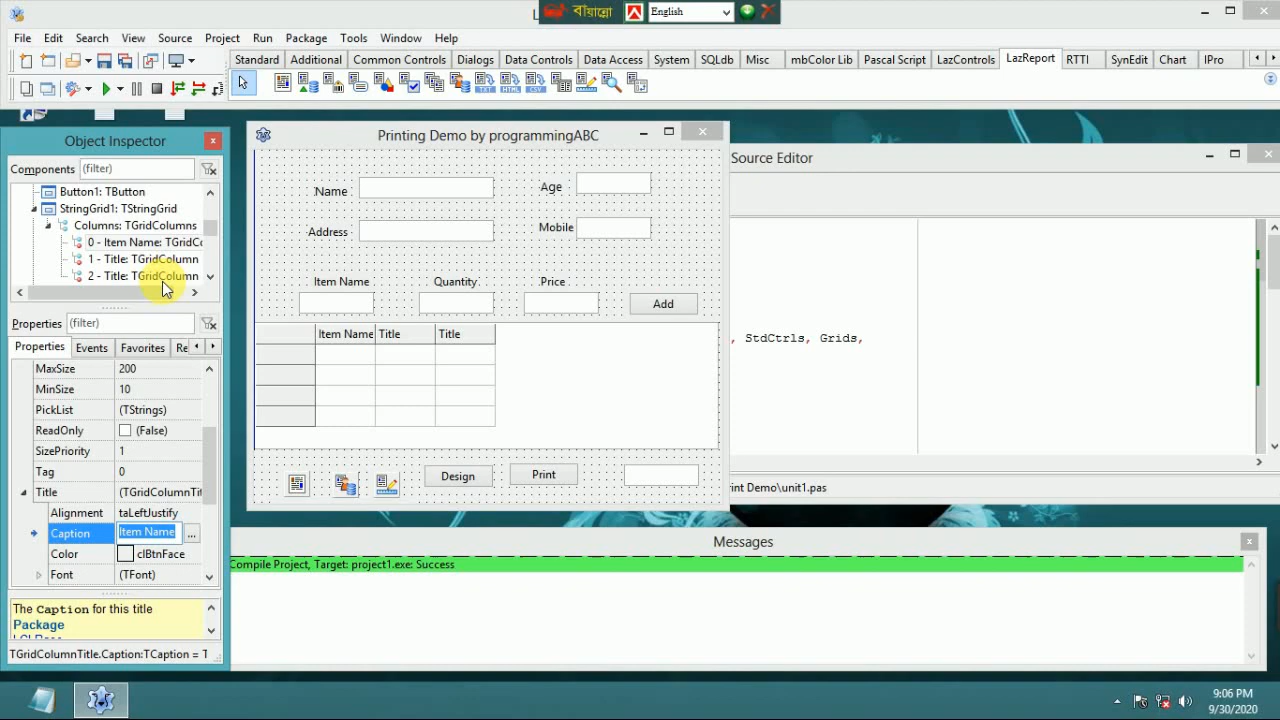 বায়ান্নো English
File Edit Search View Source Project Run Package Tools Window Help
Standard Additional Common Controls Dialogs Data Controls Data Access System SQLdb Misc mbColor Lib Pascal Script LazControls LazReport RTTI SynEdit Chart IPro
TXT HTML CSV
Object Inspector
Components (filter)
Button1: TButton
StringGrid1: TStringGrid
Columns: TGridColumns
0 - Item Name: TGridCo
1 - Title: TGridColumn
2 - Title: TGridColumn
Properties (filter)
Properties Events Favorites Re
MaxSize 200
MinSize 10
PickList (TStrings)
ReadOnly (False)
SizePriority 1
Tag 0
Title (TGridColumnTit
Alignment taLeftJustify
Caption Item Name ...
Color clBtnFace
Font (TFont)
The Caption for this title
Package
TGridColumnTitle.Caption:TCaption = T
Printing Demo by programmingABC
Name Age
Address Mobile
Item Name Quantity Price
Add
Item Name Title Title
Design Print
Source Editor
, StdCtrls, Grids,
rint Demo\unit1.pas
Messages
Compile Project, Target: project1.exe: Success
9:06 PM
9/30/2020